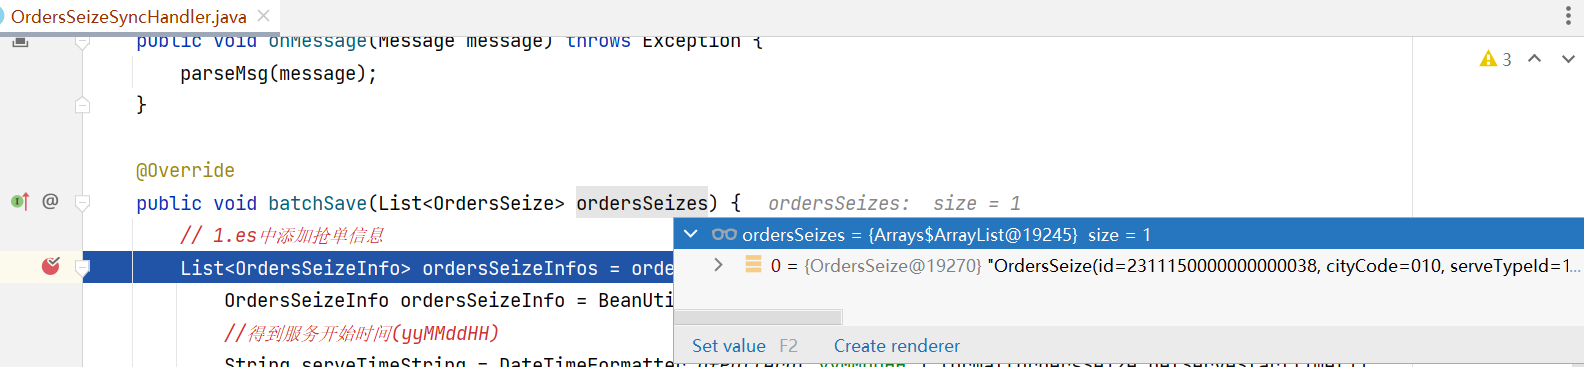 OrdersSeizeSyncHandler.java
public void onMessage(Message message) throws Exception {
3
parseMsg(message);
}
@Override
public void batchSave(List<OrdersSeize> ordersSeizes) { ordersSeizes: size = 1
// 1.es中添加抢单信息
ordersSeizes = {Arrays$ArrayList@19245} size = 1
List<OrdersSeizeInfo> ordersSeizeInfos = orde
0 = {OrdersSeize@19270} "OrdersSeize(id=2311150000000000038, cityCode=010, serveTypeId=1...
OrdersSeizeInfo ordersSeizeInfo = BeanUti
//得到服务开始时间(yyMMddHH)
Set value F2 Create renderer
String serveTimeString = DateTimeFormatter